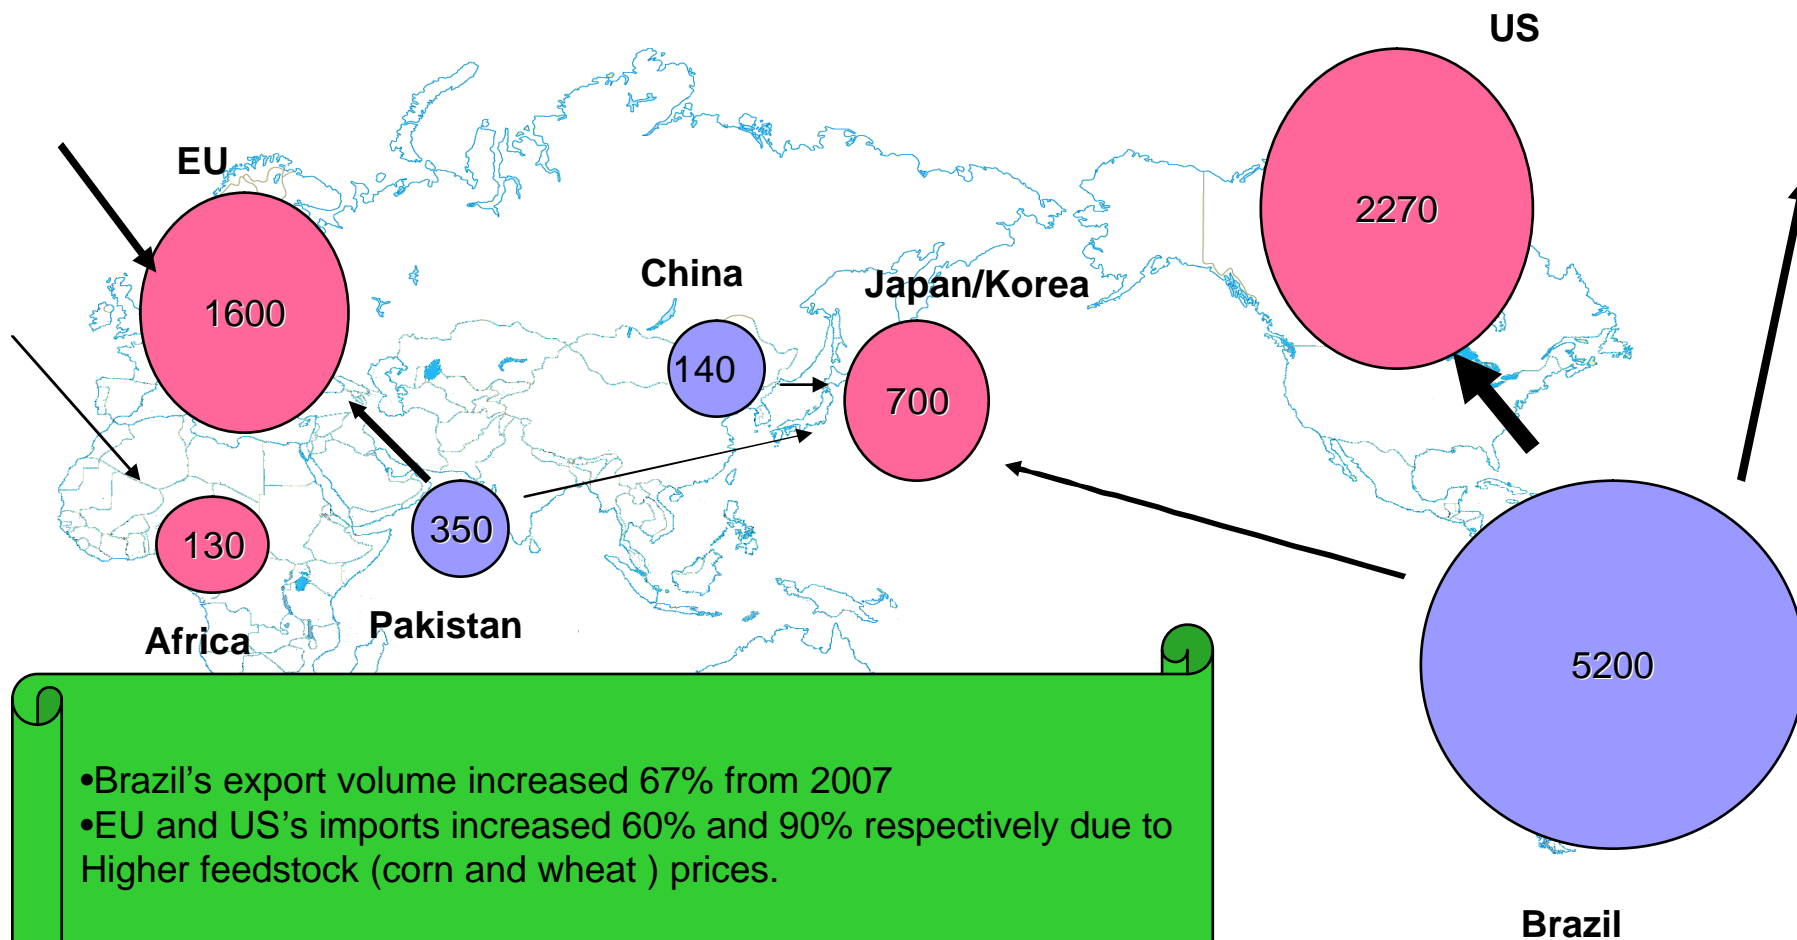 US
EU
2270
China
Japan/Korea
1600
140
700
350
130
Pakistan
Africa
5200
•Brazil's export volume increased 67% from 2007
•EU and US's imports increased 60% and 90% respectively due to
Higher feedstock (corn and wheat ) prices.
Brazil